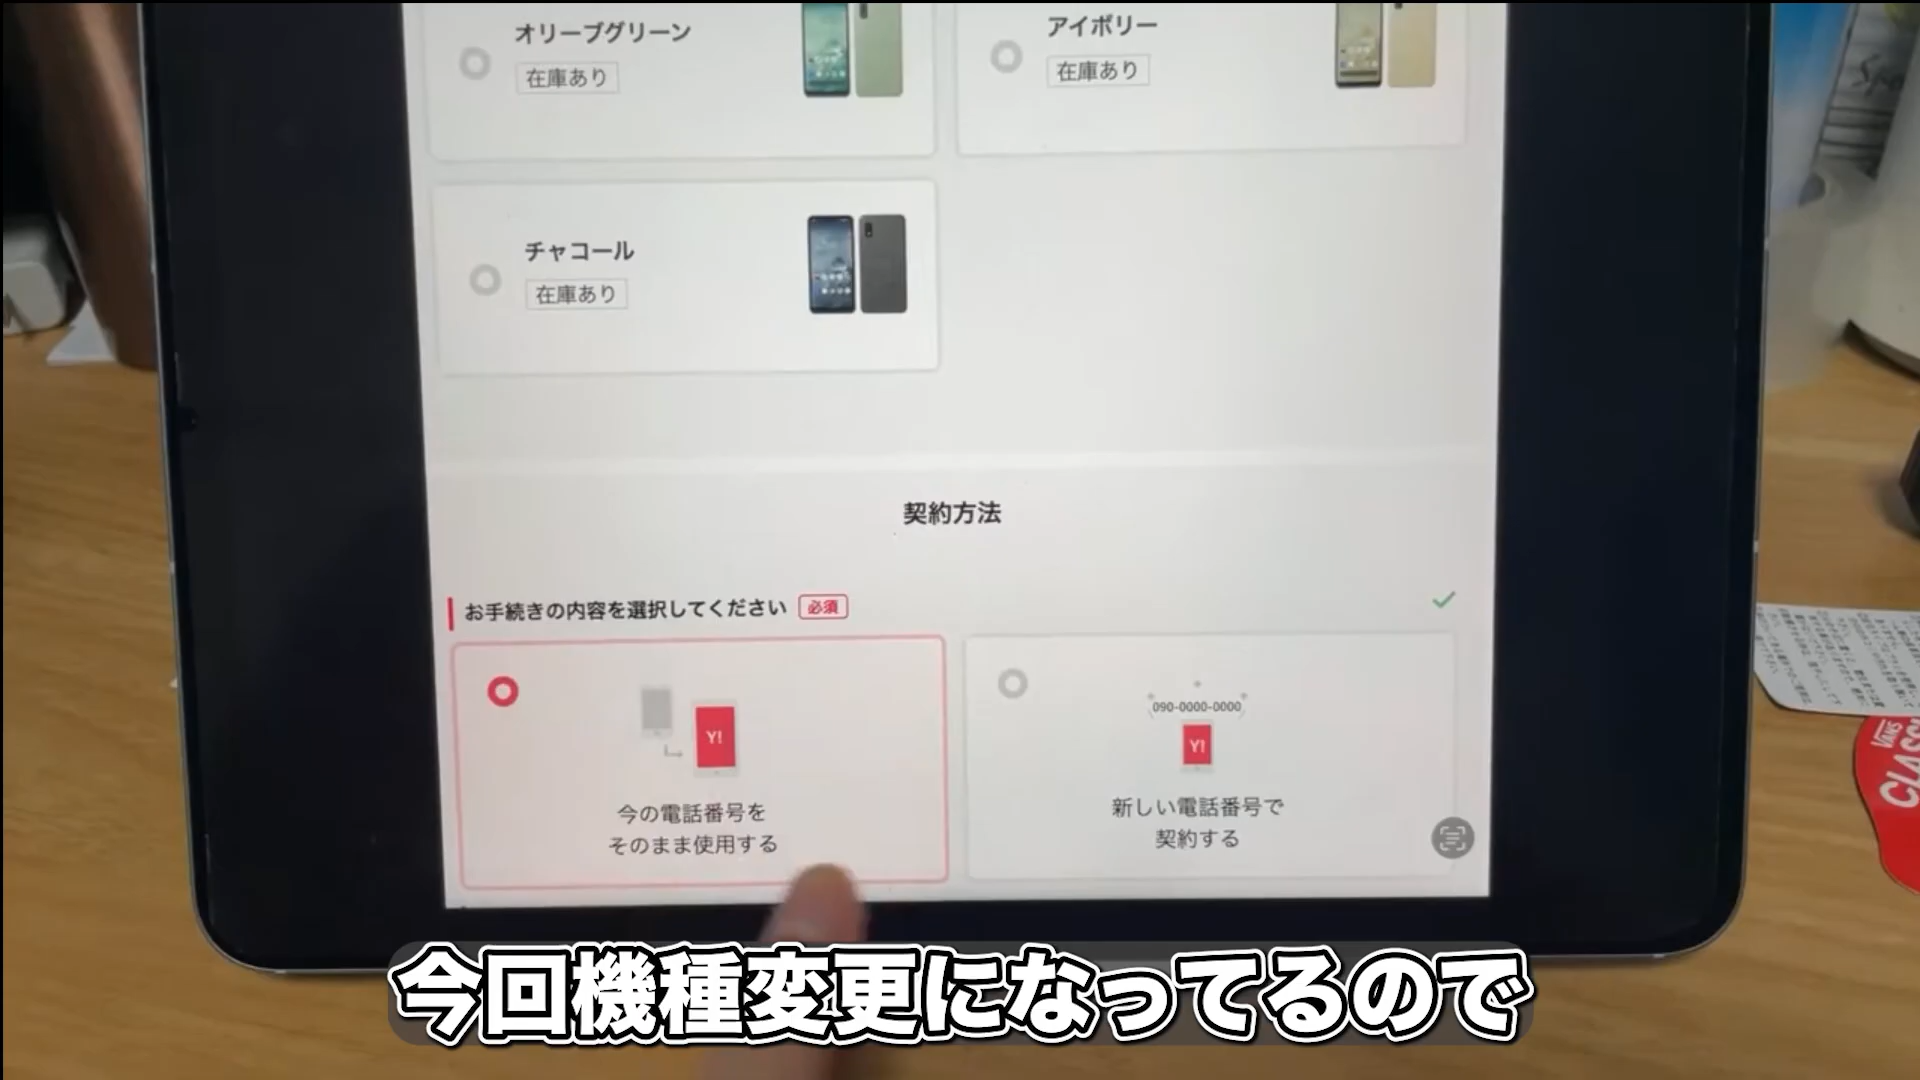 オリーブグリーン
在庫あり
アイボリー
在庫あり
チャコール
在庫あり
契約方法
お手続きの内容を選択してください 必須
Y!
今の電話番号を
そのまま使用する
090-0000-0000
Y!
新しい電話番号で
契約する
VANS
今回機種変更になってるので